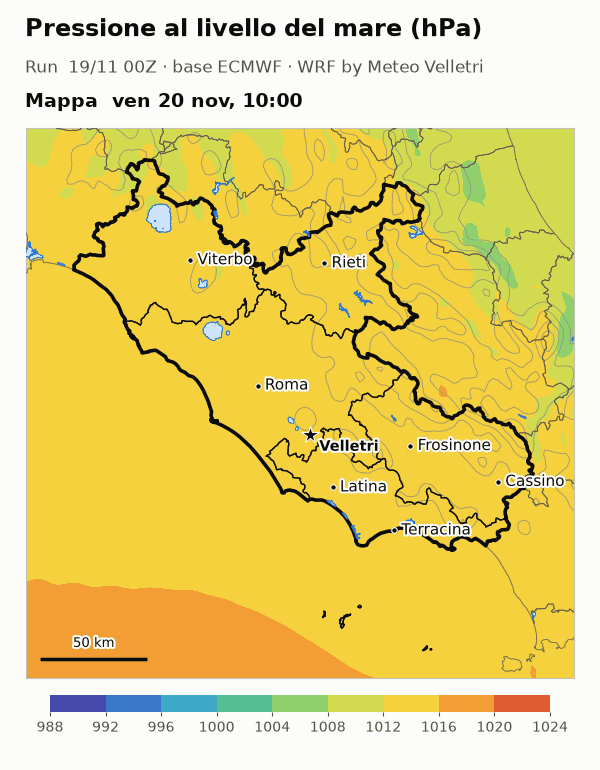 Pressione al livello del mare (hPa)
Run  19/11 00Z · base ECMWF · WRF by Meteo Velletri
Mappa  ven 20 nov, 10:00
Viterbo
Rieti
Roma
Velletri
Frosinone
Cassino
Latina
Terracina
50 km
988 992 996 1000 1004 1008 1012 1016 1020 1024